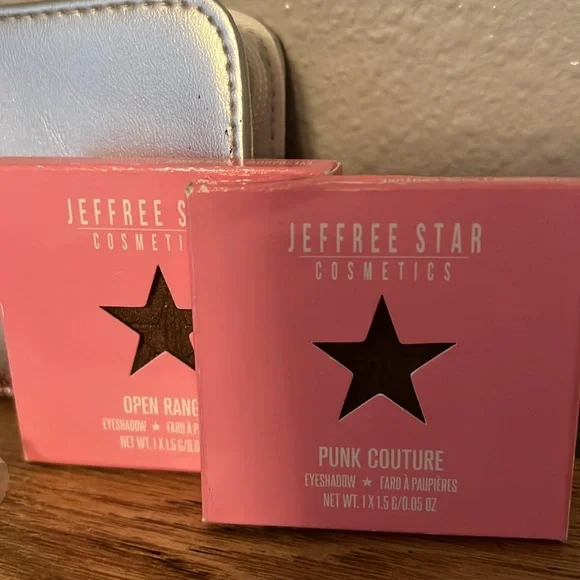 JEFFREE S
COSMETI
OPEN RANG
EYESHADOW ★ FARD À P
NET WT. 1 X 1.5 G/0.0
JEFFREE STAR
COSMETICS
PUNK COUTURE
EYESHADOW ★ FARD À PAUPIÈRES
NET WT. 1 X 1.5 G/0.05 OZ